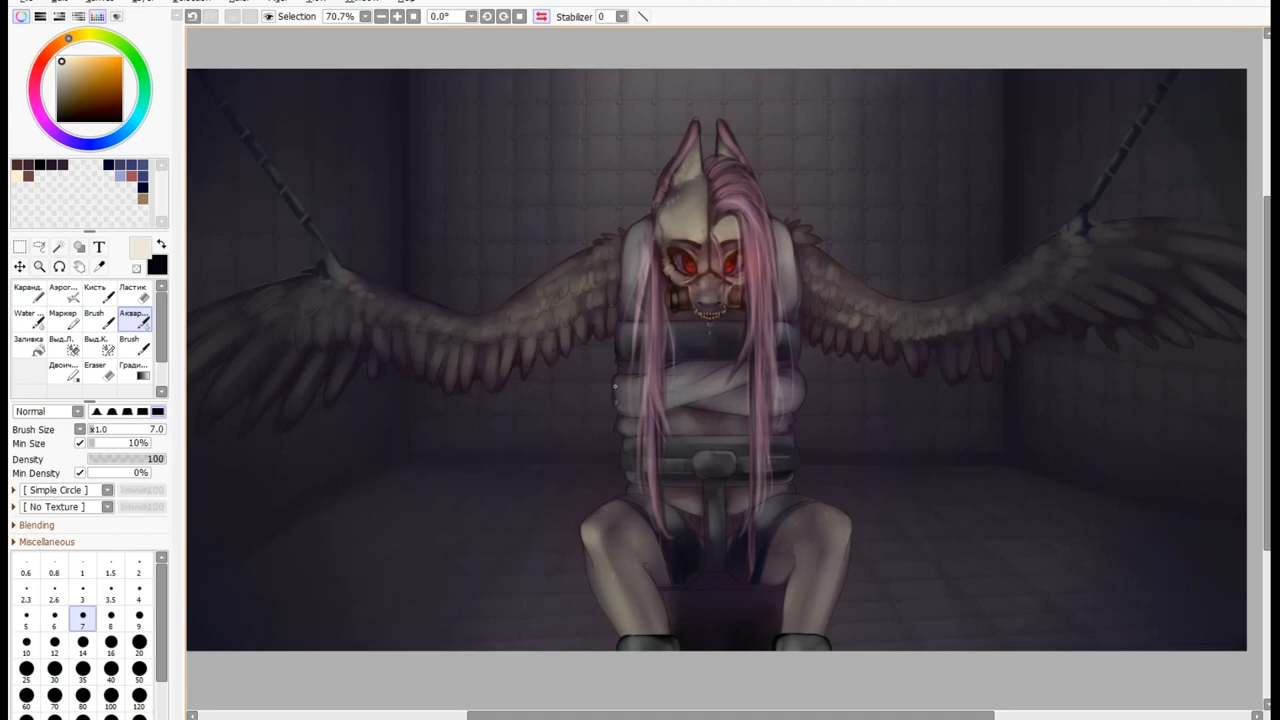 Selection 70.7% 0.0° Stabilizer 0
T
Каранд. Аэрог... Кисть Ластик
Water ... Маркер Brush Аквар...
Заливка Выд.Л. Выд.К. Brush
Двоич... Eraser Гради...
Normal
Brush Size x1.0 7.0
Min Size 10%
Density 100
Min Density 0%
[ Simple Circle ]
[ No Texture ]
Blending
Miscellaneous
0.6 0.8 1 1.5 2
2.3 2.6 3 3.5 4
5 6 7 8 9
10 12 14 16 20
25 30 35 40 50
60 70 80 100 120